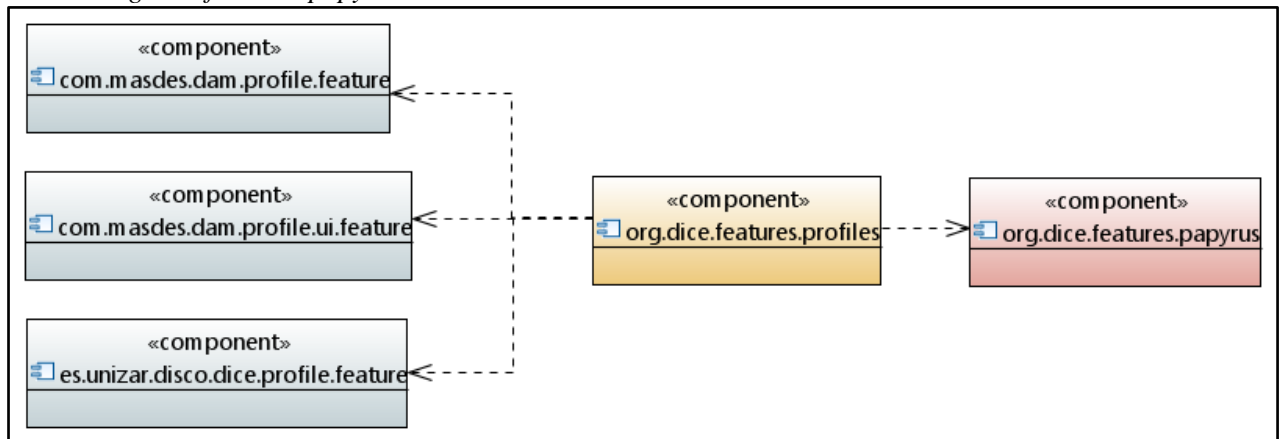 «component»
com.masdes.dam.profile.feature
«component»
com.masdes.dam.profile.ui.feature
«component»
es.unizar.disco.dice.profile.feature
«component»
org.dice.features.profiles
«component»
org.dice.features.papyrus